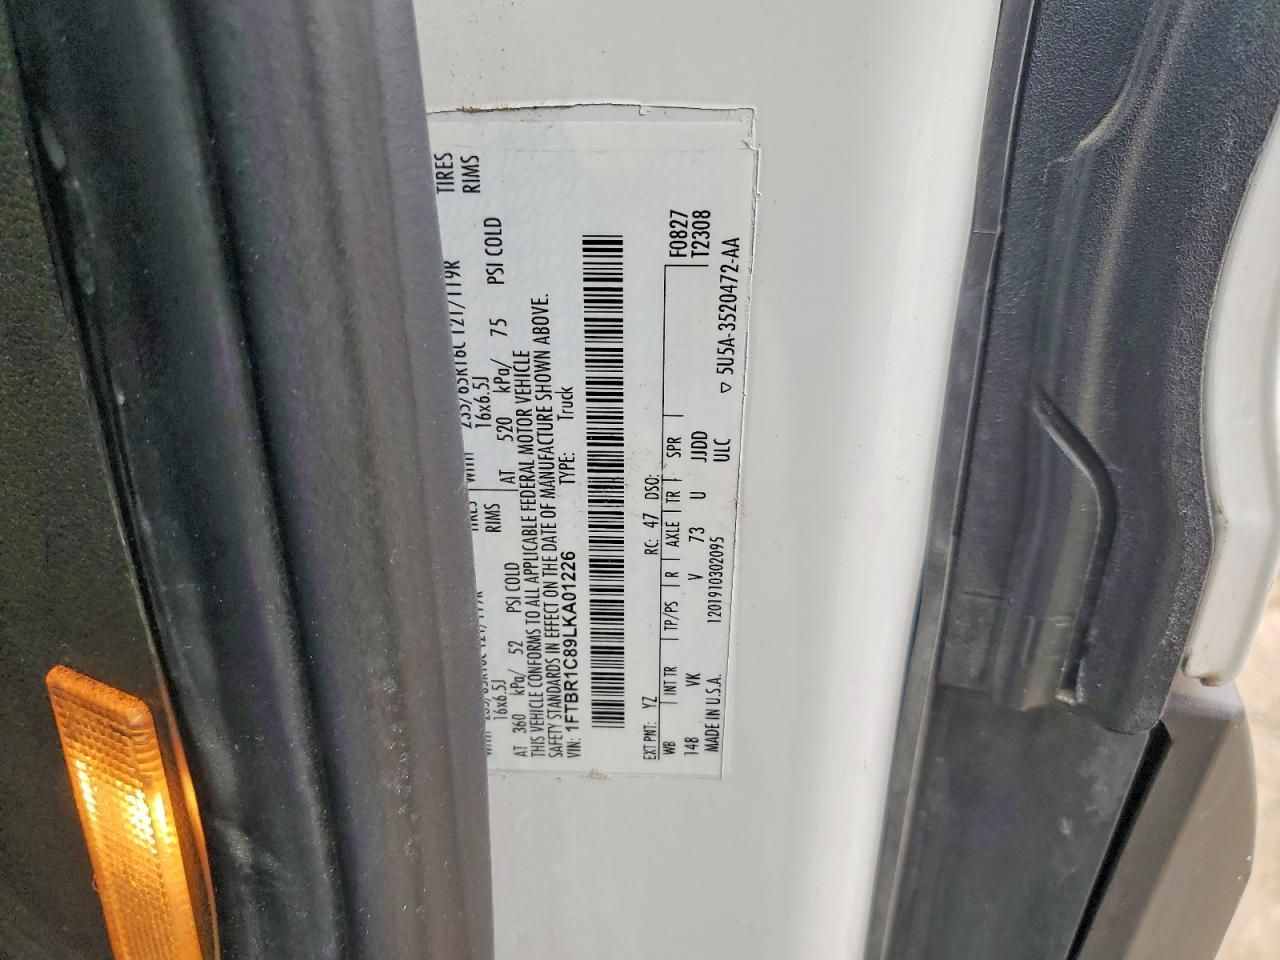 TIRES
RIMS
16x6.5J
RIMS
16x6.5J
AT 360 kPa/ 52 PSI COLD AT 520 kPa/ 75 PSI COLD
THIS VEHICLE CONFORMS TO ALL APPLICABLE FEDERAL MOTOR VEHICLE
SAFETY STANDARDS IN EFFECT ON THE DATE OF MANUFACTURE SHOWN ABOVE.
VIN: 1FTBR1C89LKA01226 TYPE: Truck
EXT PNT: YZ RC: 47 DSO: F0827
WB INT TR TP/PS R AXLE TR SPR T2308
148 VK V 73 U JJDD
MADE IN U.S.A. 1201910302095 ULC
▽ 5U5A-3520472-AA